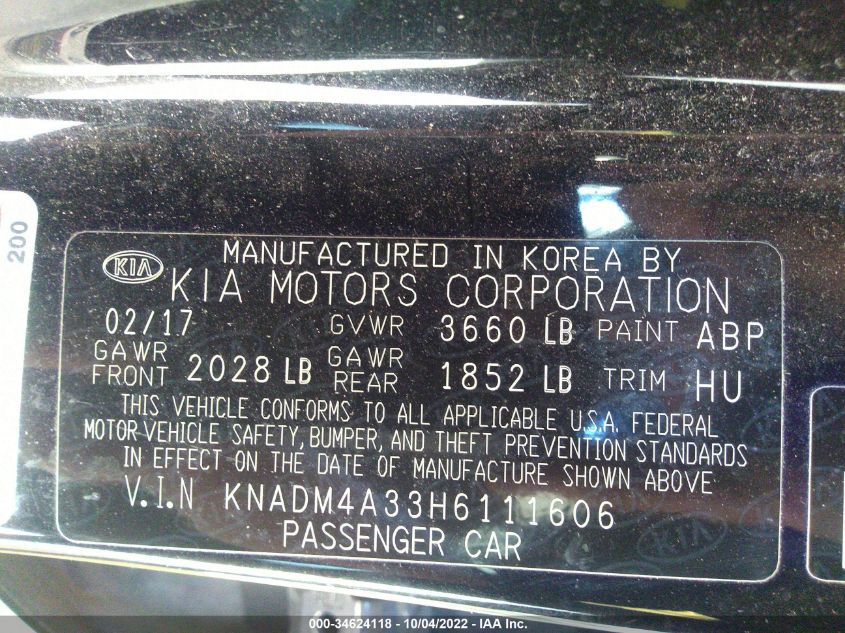 200
MANUFACTURED IN KOREA BY
KIA KIA MOTORS CORPORATION
02/17 GVWR 3660 LB PAINT ABP
GAWR FRONT 2028 LB GAWR REAR 1852 LB TRIM HU
THIS VEHICLE CONFORMS TO ALL APPLICABLE U.S.A. FEDERAL
MOTOR VEHICLE SAFETY, BUMPER, AND THEFT PREVENTION STANDARDS
IN EFFECT ON THE DATE OF MANUFACTURE SHOWN ABOVE
V.I.N KNADM4A33H6111606
PASSENGER CAR
KIA
000-34624118 - 10/04/2022 - IAA Inc.